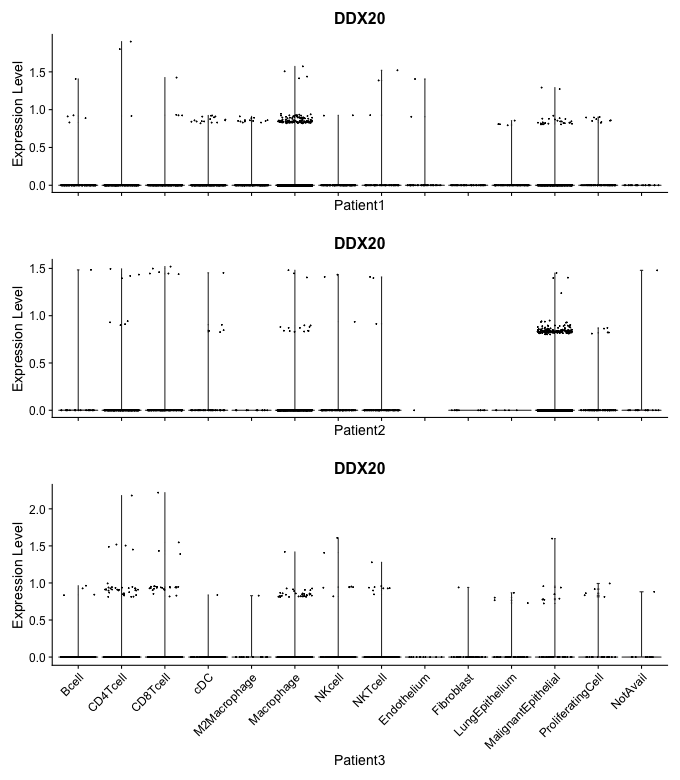 DDX20
Expression Level
1.5
1.0
0.5
0.0
Patient1
DDX20
Expression Level
1.5
1.0
0.5
0.0
Patient2
DDX20
Expression Level
2.0
1.5
1.0
0.5
0.0
Bcell
CD4Tcell
CD8Tcell
cDC
M2Macrophage
Macrophage
NKcell
NKTcell
Endothelium
Fibroblast
LungEpithelium
MalignantEpithelial
ProliferatingCell
NotAvail
Patient3